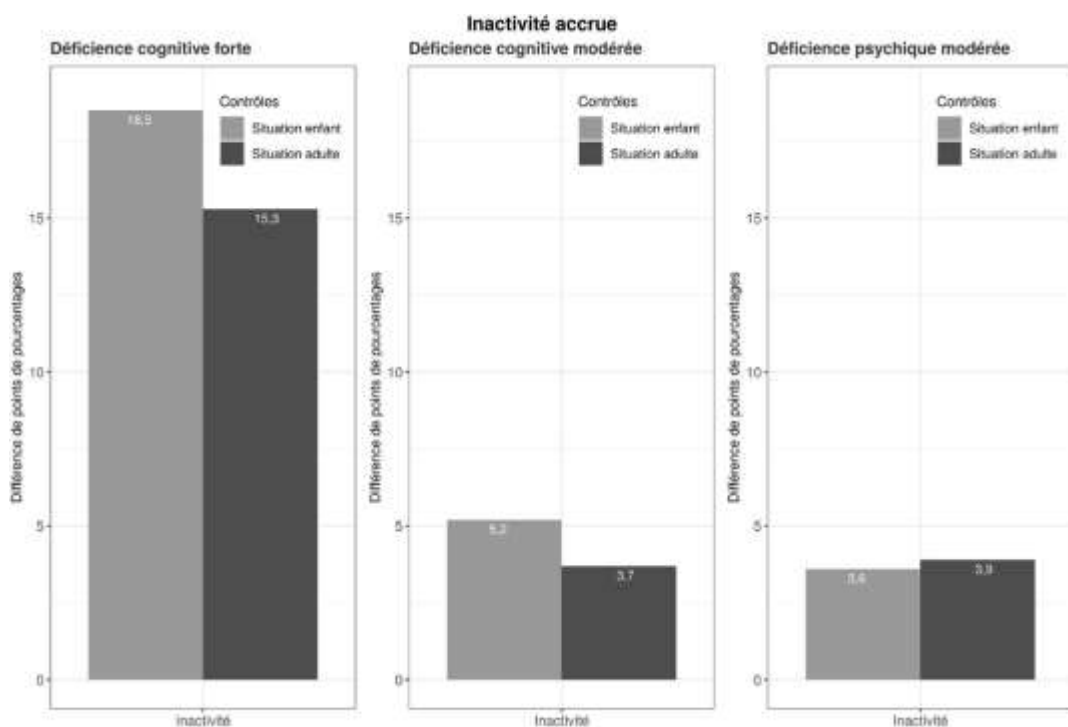 Inactivité accrue
Déficience cognitive forte
Déficience cognitive modérée
Déficience psychique modérée
Différence de points de pourcentages
15
10
5
0
Contrôles
Situation enfant
Situation adulte
18,5
15,3
Inactivité
Différence de points de pourcentages
15
10
5
0
Contrôles
Situation enfant
Situation adulte
5,2
3,7
Inactivité
Différence de points de pourcentages
15
10
5
0
Contrôles
Situation enfant
Situation adulte
3,6
3,9
Inactivité